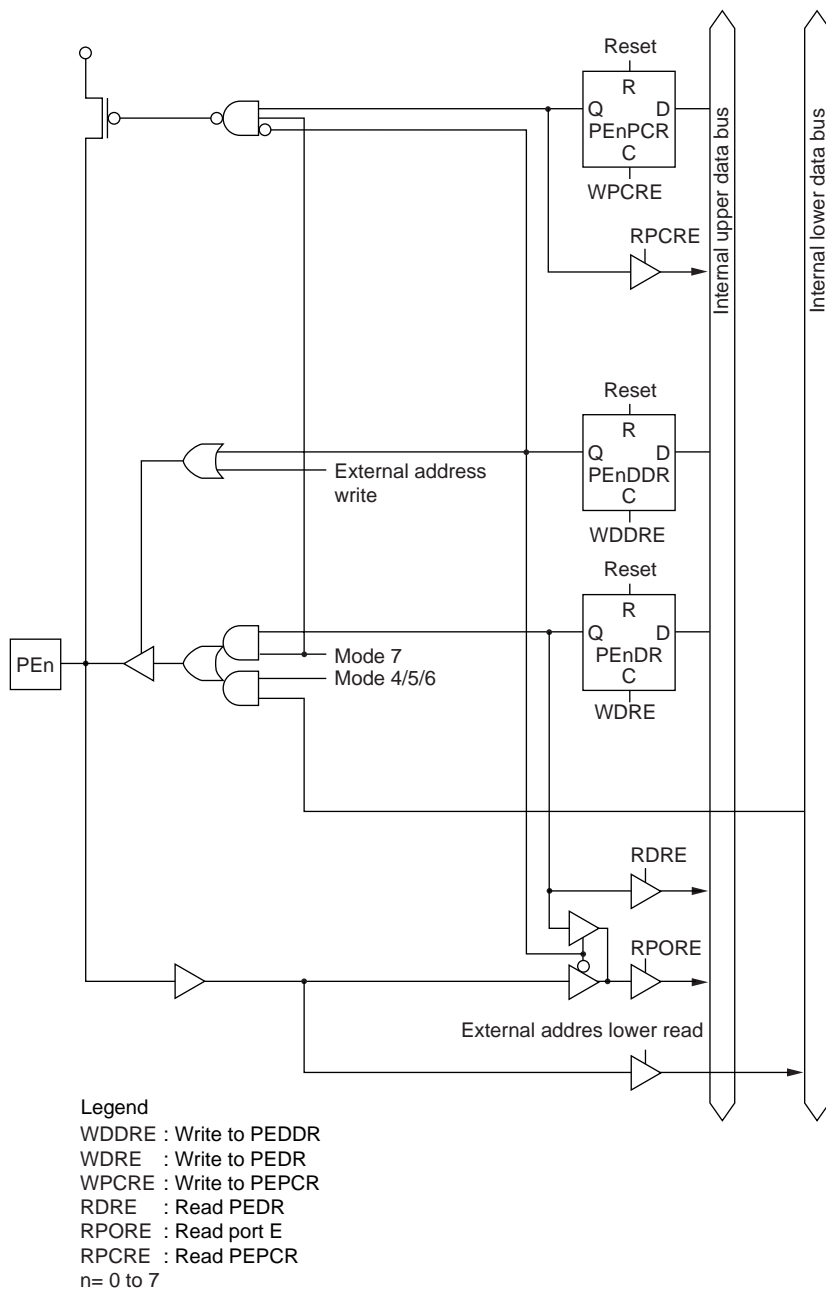 Reset
R
Q D
PEnPCR
C
WPCRE
RPCRE
Internal upper data bus
Internal lower data bus
Reset
R
Q D
PEnDDR
C
WDDRE
External address
write
Reset
R
Q D
PEnDR
C
WDRE
PEn
Mode 7
Mode 4/5/6
RDRE
RPORE
External addres lower read
Legend
WDDRE : Write to PEDDR
WDRE : Write to PEDR
WPCRE : Write to PEPCR
RDRE : Read PEDR
RPORE : Read port E
RPCRE : Read PEPCR
n= 0 to 7